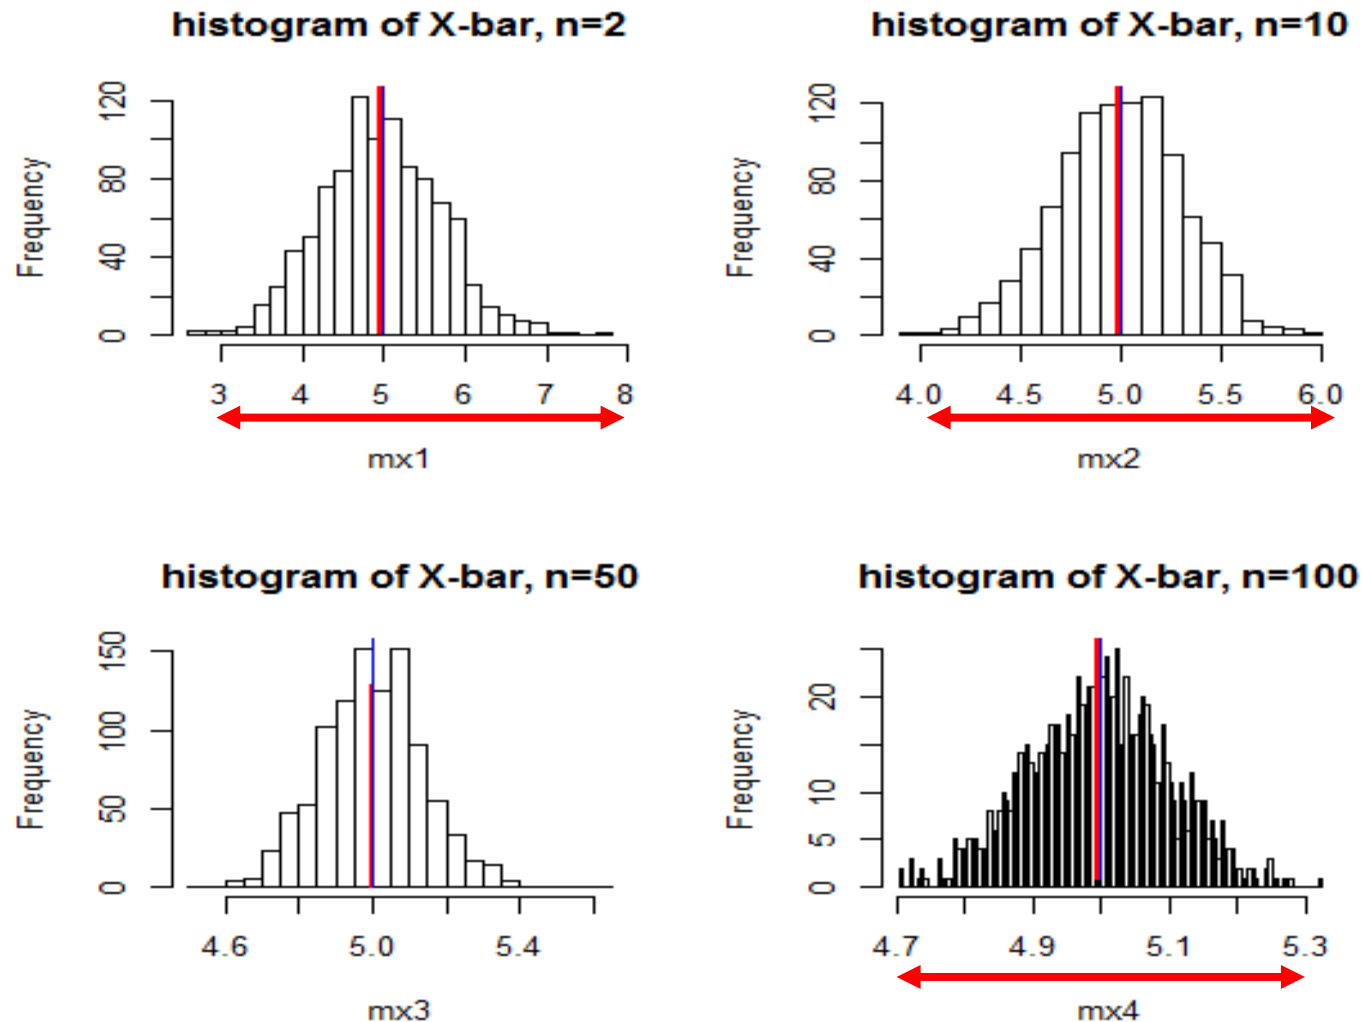 histogram of X-bar, n=2
Frequency
0 40 80 120
3 4 5 6 7 8
mx1
histogram of X-bar, n=10
Frequency
0 40 80 120
4.0 4.5 5.0 5.5 6.0
mx2
histogram of X-bar, n=50
Frequency
0 50 100 150
4.6 5.0 5.4
mx3
histogram of X-bar, n=100
Frequency
0 5 10 20
4.7 4.9 5.1 5.3
mx4